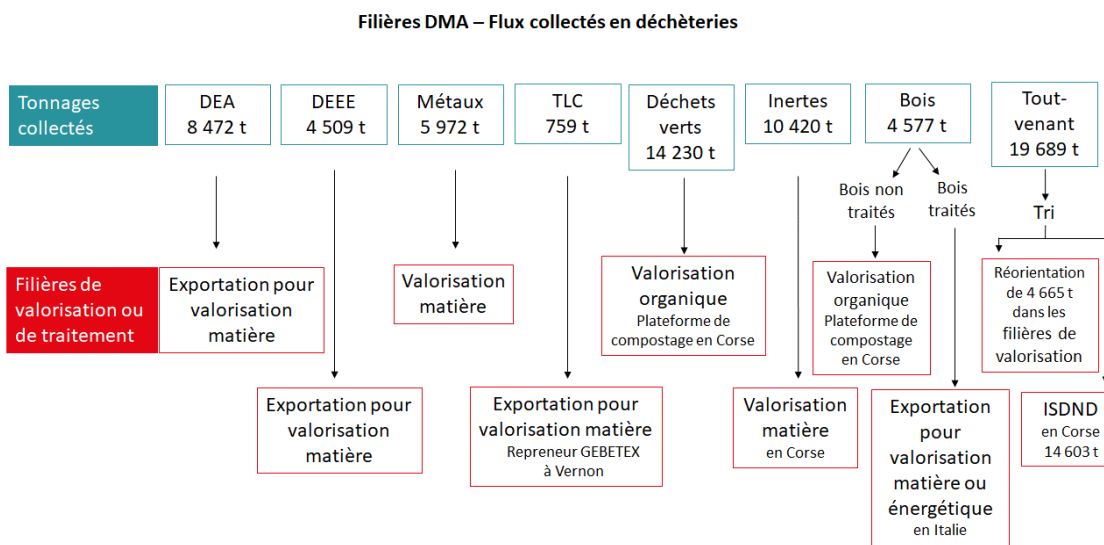 Filières DMA – Flux collectés en déchèteries
Tonnages
collectés
DEA
8 472 t
DEEE
4 509 t
Métaux
5 972 t
TLC
759 t
Déchets
verts
14 230 t
Inertes
10 420 t
Bois
4 577 t
Tout-
venant
19 689 t
Bois non
traités
Bois
traités
Tri
Filières de
valorisation ou
de traitement
Exportation pour
valorisation
matière
Valorisation
matière
Valorisation
organique
Plateforme de
compostage en Corse
Valorisation
organique
Plateforme de
compostage
en Corse
Réorientation
de 4 665 t
dans les
filières de
valorisation
Exportation pour
valorisation
matière
Exportation pour
valorisation matière
Repreneur GEBETEX
à Vernon
Valorisation
matière
en Corse
Exportation
pour
valorisation
matière ou
énergétique
en Italie
ISDND
en Corse
14 603 t